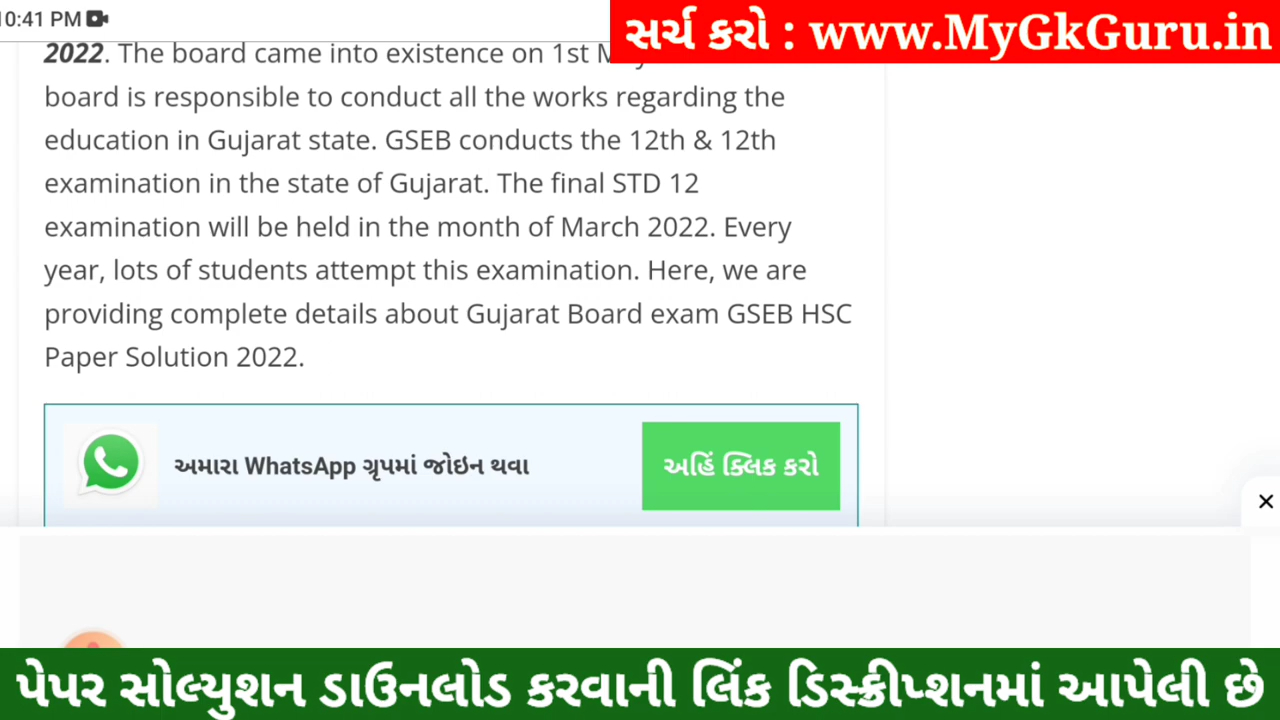 10:41 PM
સર્ચ કરો : www.MyGkGuru.in
2022. The board came into existence on 1st
board is responsible to conduct all the works regarding the
education in Gujarat state. GSEB conducts the 12th & 12th
examination in the state of Gujarat. The final STD 12
examination will be held in the month of March 2022. Every
year, lots of students attempt this examination. Here, we are
providing complete details about Gujarat Board exam GSEB HSC
Paper Solution 2022.
અમારા WhatsApp ગ્રૃપમાં જોઇન થવા
અહિં ક્લિક કરો
પેપર સોલ્યુશન ડાઉનલોડ કરવાની લિંક ડિસ્ક્રીપ્શનમાં આપેલી છે